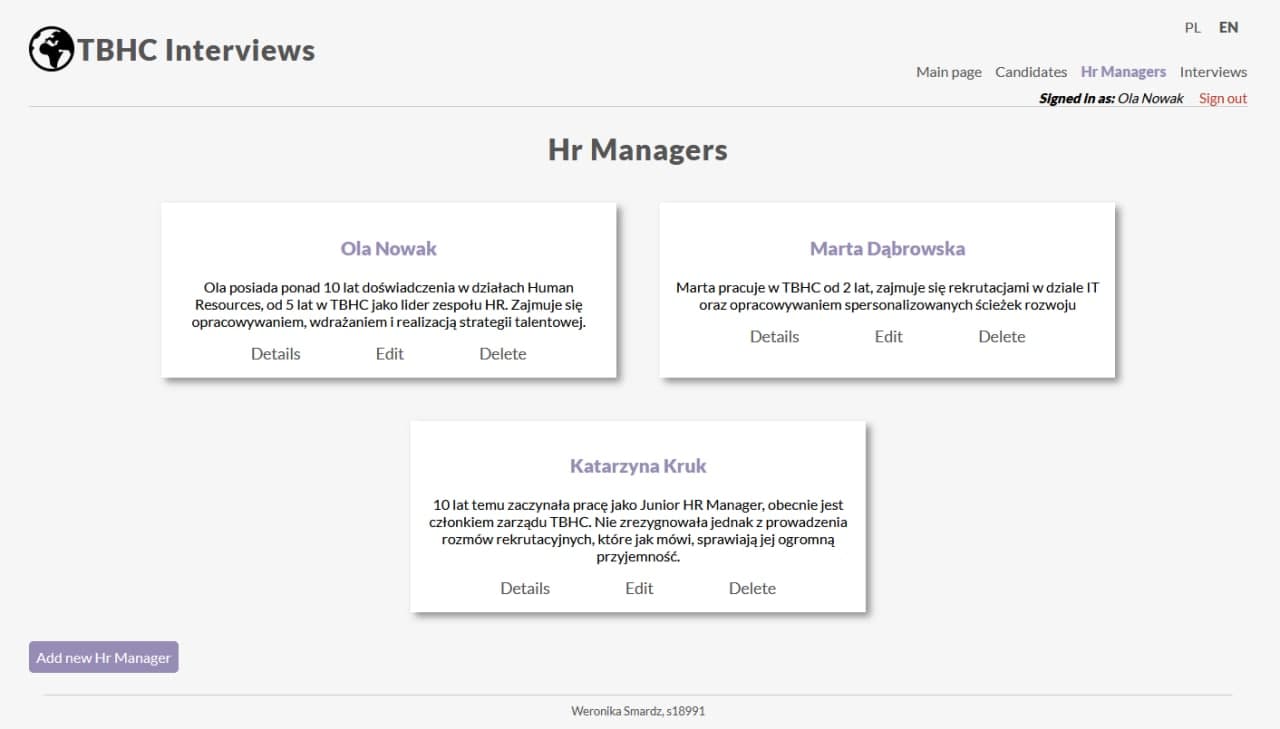 PL EN
TBHC Interviews
Main page Candidates Hr Managers Interviews
Signed in as: Ola Nowak Sign out
Hr Managers
Ola Nowak
Ola posiada ponad 10 lat doświadczenia w działach Human
Resources, od 5 lat w TBHC jako lider zespołu HR. Zajmuje się
opracowywaniem, wdrażaniem i realizacją strategii talentowej.
Details Edit Delete
Marta Dąbrowska
Marta pracuje w TBHC od 2 lat, zajmuje się rekrutacjami w dziale IT
oraz opracowywaniem spersonalizowanych ścieżek rozwoju
Details Edit Delete
Katarzyna Kruk
10 lat temu zaczynała pracę jako Junior HR Manager, obecnie jest
członkiem zarządu TBHC. Nie zrezygnowała jednak z prowadzenia
rozmów rekrutacyjnych, które jak mówi, sprawiają jej ogromną
przyjemność.
Details Edit Delete
Add new Hr Manager
Weronika Smardz, s18991